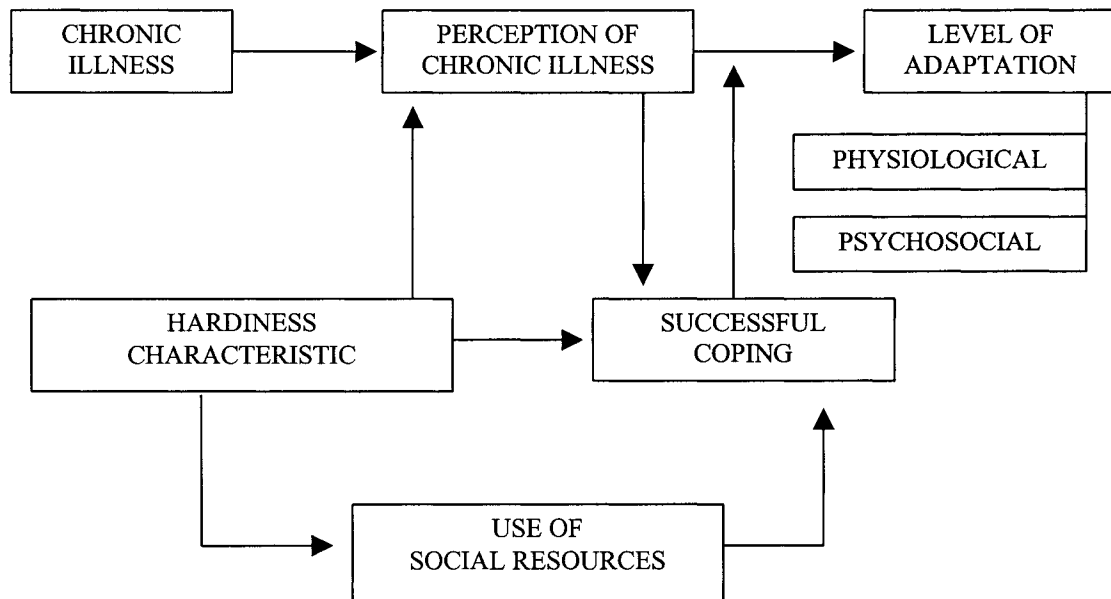 CHRONIC
ILLNESS
PERCEPTION OF
CHRONIC ILLNESS
LEVEL OF
ADAPTATION
PHYSIOLOGICAL
PSYCHOSOCIAL
HARDINESS
CHARACTERISTIC
SUCCESSFUL
COPING
USE OF
SOCIAL RESOURCES